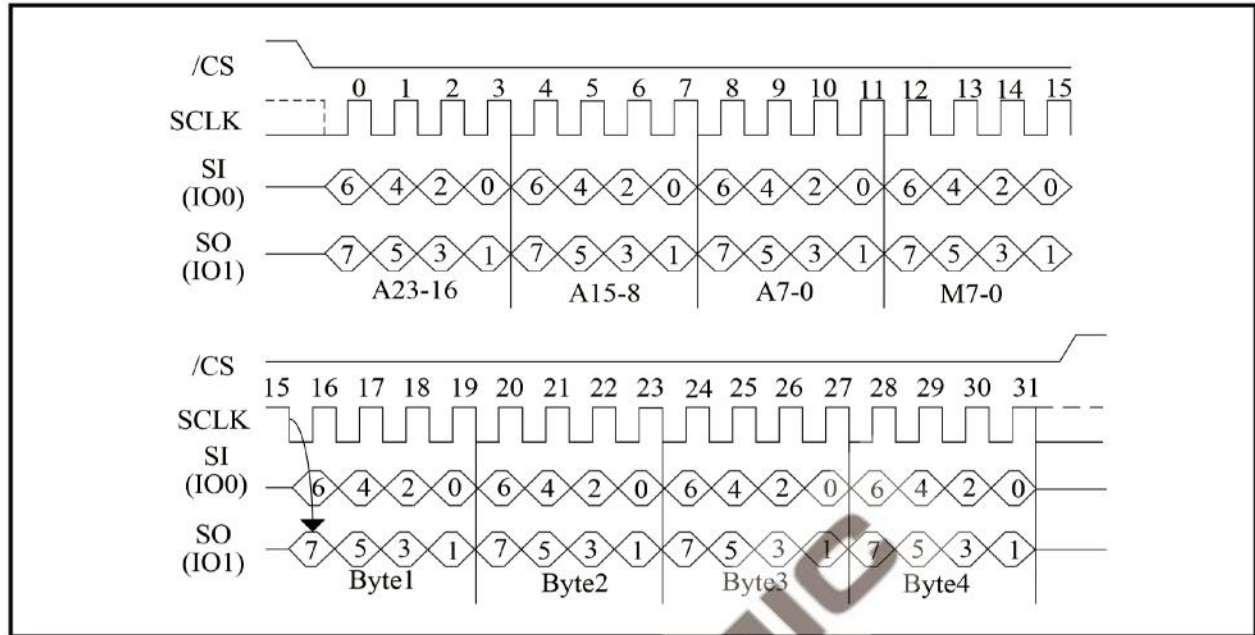 /CS
0 1 2 3 4 5 6 7 8 9 10 11 12 13 14 15
SCLK
SI
(IO0)
6 4 2 0 6 4 2 0 6 4 2 0 6 4 2 0
SO
(IO1)
7 5 3 1 7 5 3 1 7 5 3 1 7 5 3 1
A23-16 A15-8 A7-0 M7-0
/CS
15 16 17 18 19 20 21 22 23 24 25 26 27 28 29 30 31
SCLK
SI
(IO0)
6 4 2 0 6 4 2 0 6 4 2 0 6 4 2 0
SO
(IO1)
7 5 3 1 7 5 3 1 7 5 3 1 7 5 3 1
Byte1 Byte2 Byte3 Byte4